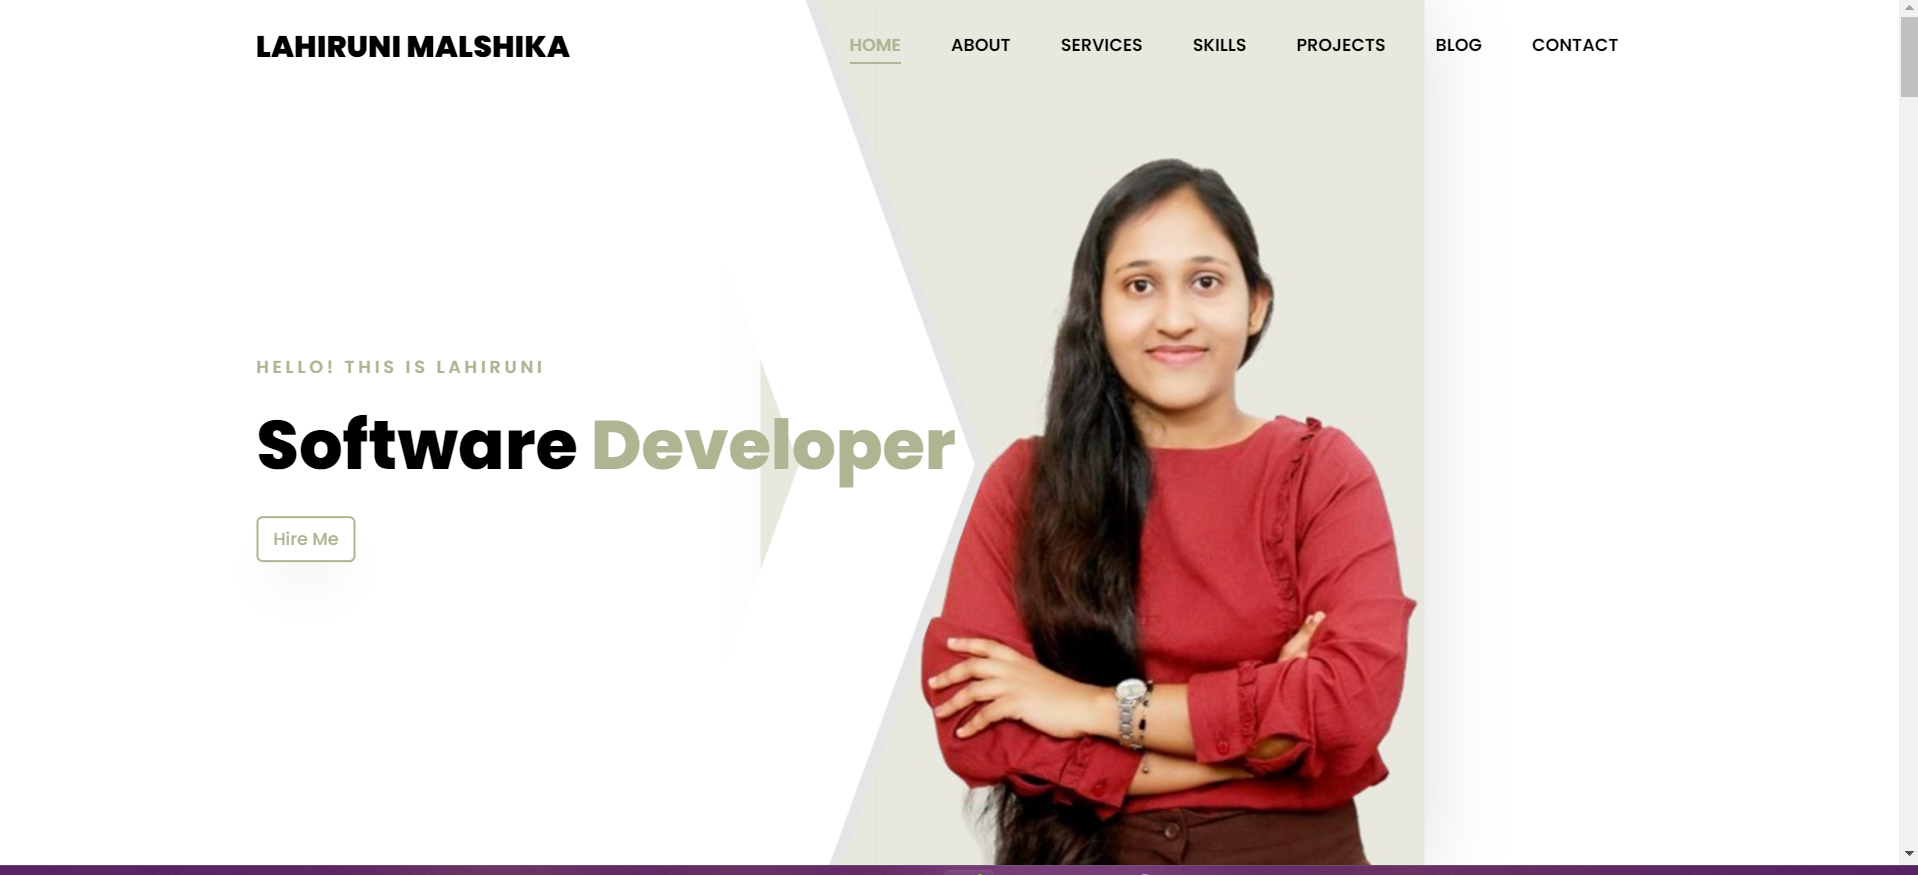 LAHIRUNI MALSHIKA
HOME ABOUT SERVICES SKILLS PROJECTS BLOG CONTACT
HELLO! THIS IS LAHIRUNI
Software Developer
Hire Me